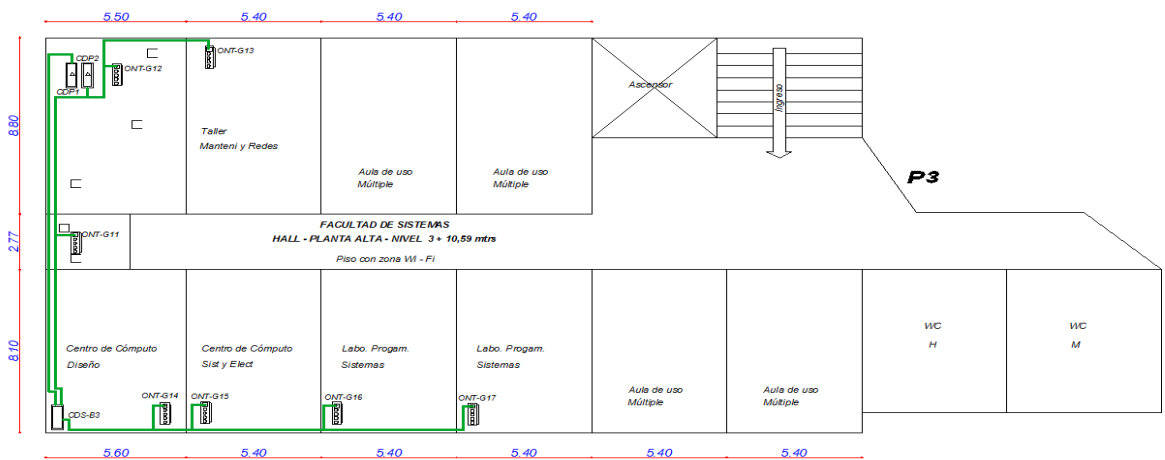 5.50
5.40
5.40
5.40
CDP2
ONT-G13
ONT-G12
CDP1
Ascensor
Ingreso
8.80
Taller
Manteni y Redes
Aula de uso
Múltiple
Aula de uso
Múltiple
P3
FACULTAD DE SISTEMAS
HALL - PLANTA ALTA - NIVEL 3 + 10,59 mtrs
Piso con zona Wi - Fi
ONT-G11
2.77
8.10
Centro de Cómputo
Diseño
Centro de Cómputo
Sist y Elect
Labo. Progam.
Sistemas
Labo. Progam.
Sistemas
WC
H
WC
M
Aula de uso
Múltiple
Aula de uso
Múltiple
CDS-B3
ONT-G14
ONT-G15
ONT-G16
ONT-G17
5.60
5.40
5.40
5.40
5.40
5.40